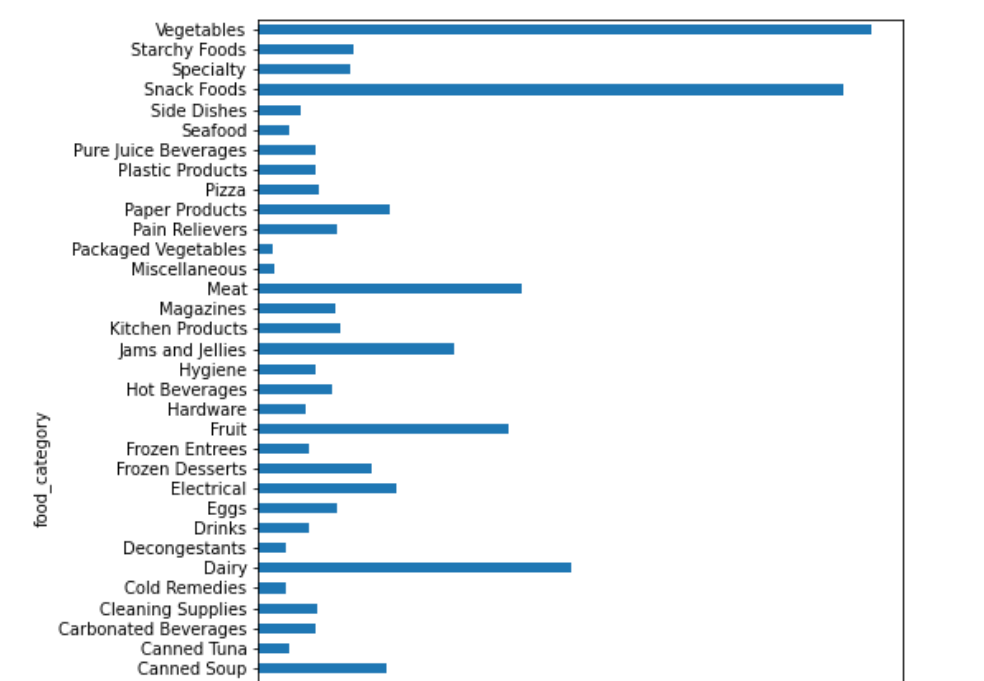 Vegetables
Starchy Foods
Specialty
Snack Foods
Side Dishes
Seafood
Pure Juice Beverages
Plastic Products
Pizza
Paper Products
Pain Relievers
Packaged Vegetables
Miscellaneous
Meat
Magazines
Kitchen Products
Jams and Jellies
Hygiene
Hot Beverages
Hardware
Fruit
Frozen Entrees
Frozen Desserts
Electrical
Eggs
Drinks
Decongestants
Dairy
Cold Remedies
Cleaning Supplies
Carbonated Beverages
Canned Tuna
Canned Soup
food_category